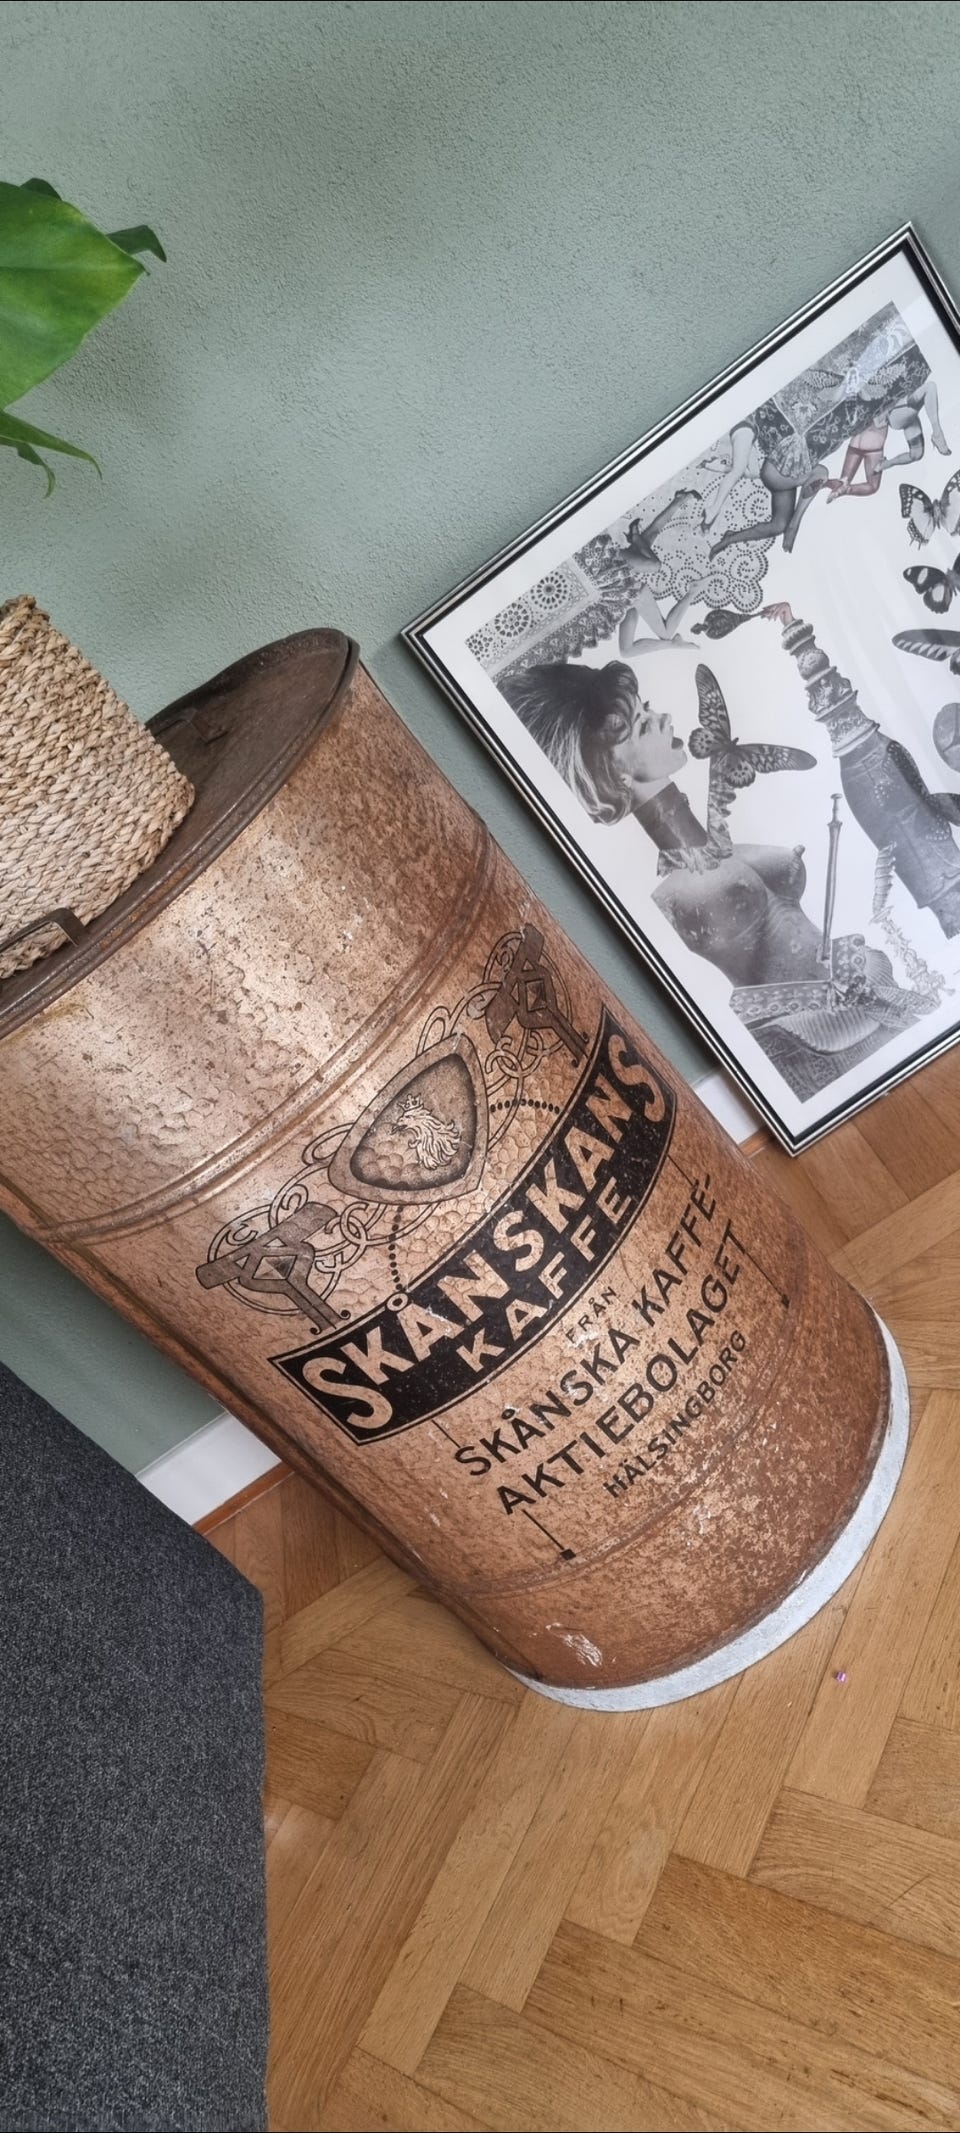 SKÅNSKANS
KAFFE
FRÅN
SKÅNSKA KAFFE-
AKTIEBOLAGET
HÄLSINGBORG